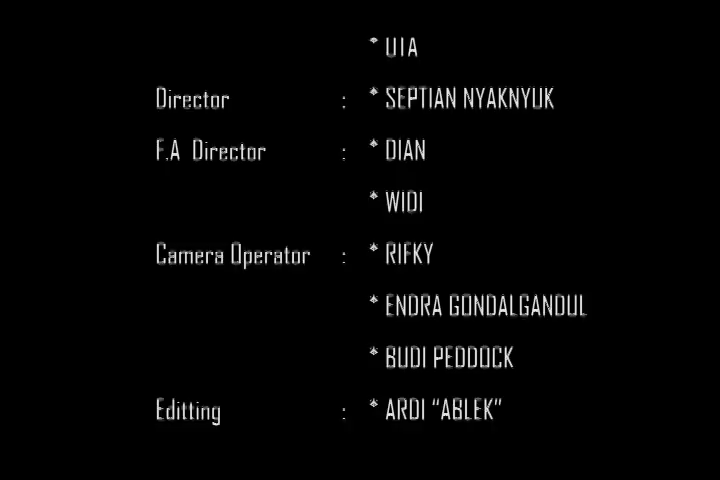 * UIA
Director : * SEPTIAN NYAKNYUK
F.A Director : * DIAN
* WIDI
Camera Operator : * RIFKY
* ENDRA GONDALGANDUL
* BUDI PEDDOCK
Editting : * ARDI “ABLEK”